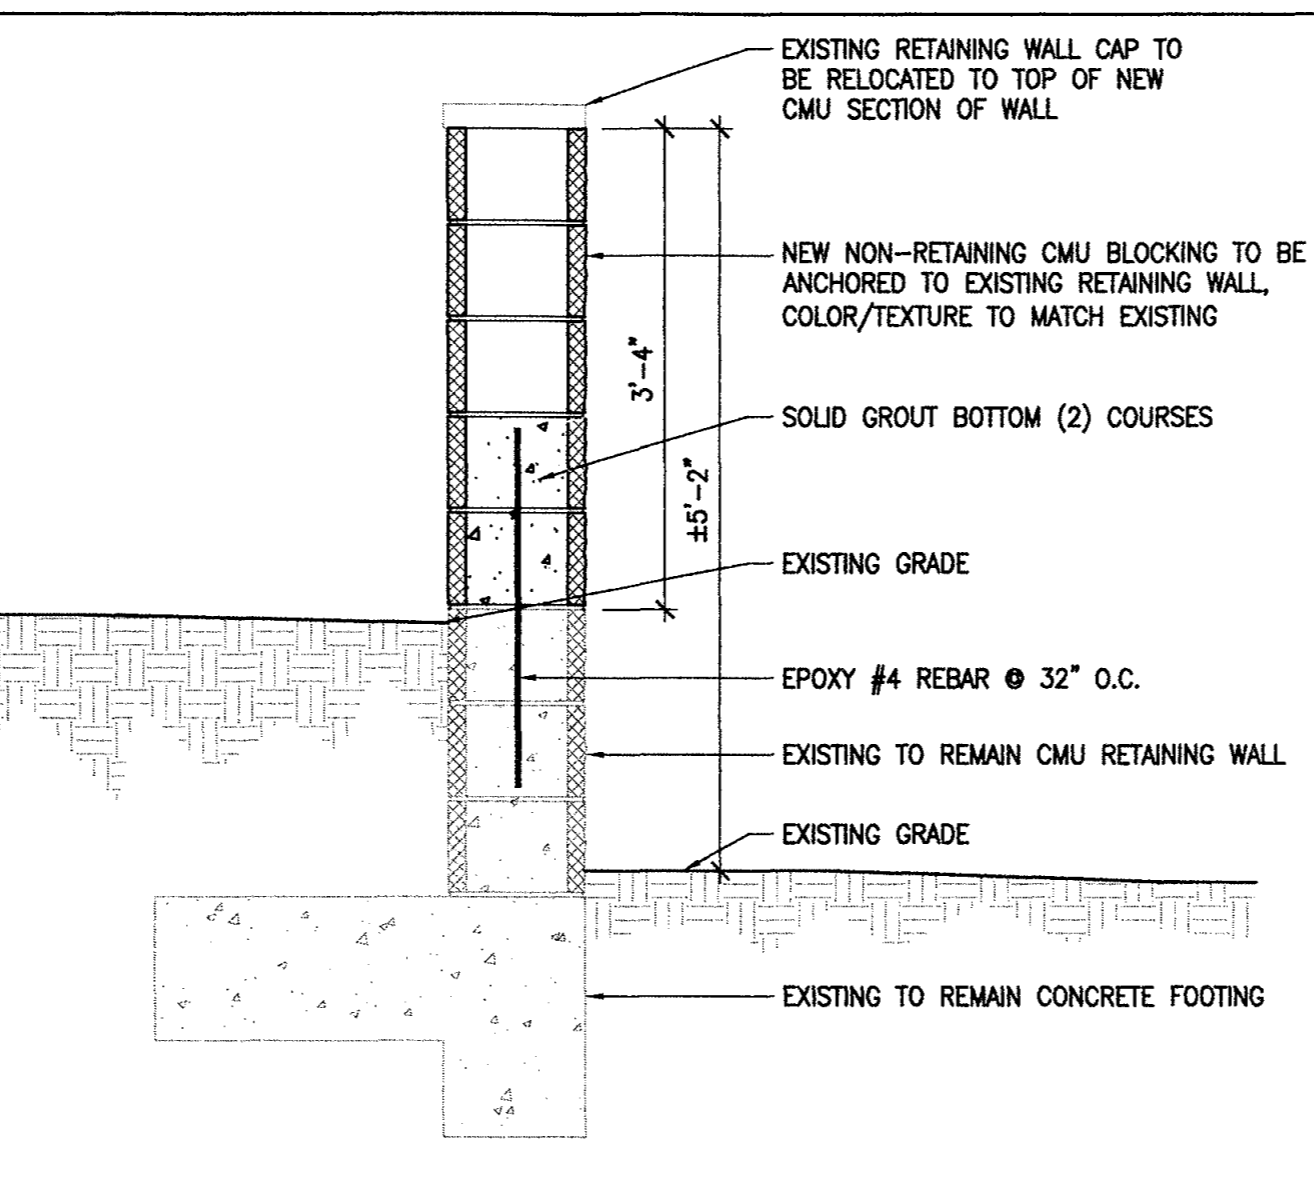 EXISTING RETAINING WALL CAP TO
BE RELOCATED TO TOP OF NEW
CMU SECTION OF WALL
NEW NON-RETAINING CMU BLOCKING TO BE
ANCHORED TO EXISTING RETAINING WALL,
COLOR/TEXTURE TO MATCH EXISTING
3'-4"
SOLID GROUT BOTTOM (2) COURSES
±5'-2"
EXISTING GRADE
EPOXY #4 REBAR @ 32" O.C.
EXISTING TO REMAIN CMU RETAINING WALL
EXISTING GRADE
EXISTING TO REMAIN CONCRETE FOOTING